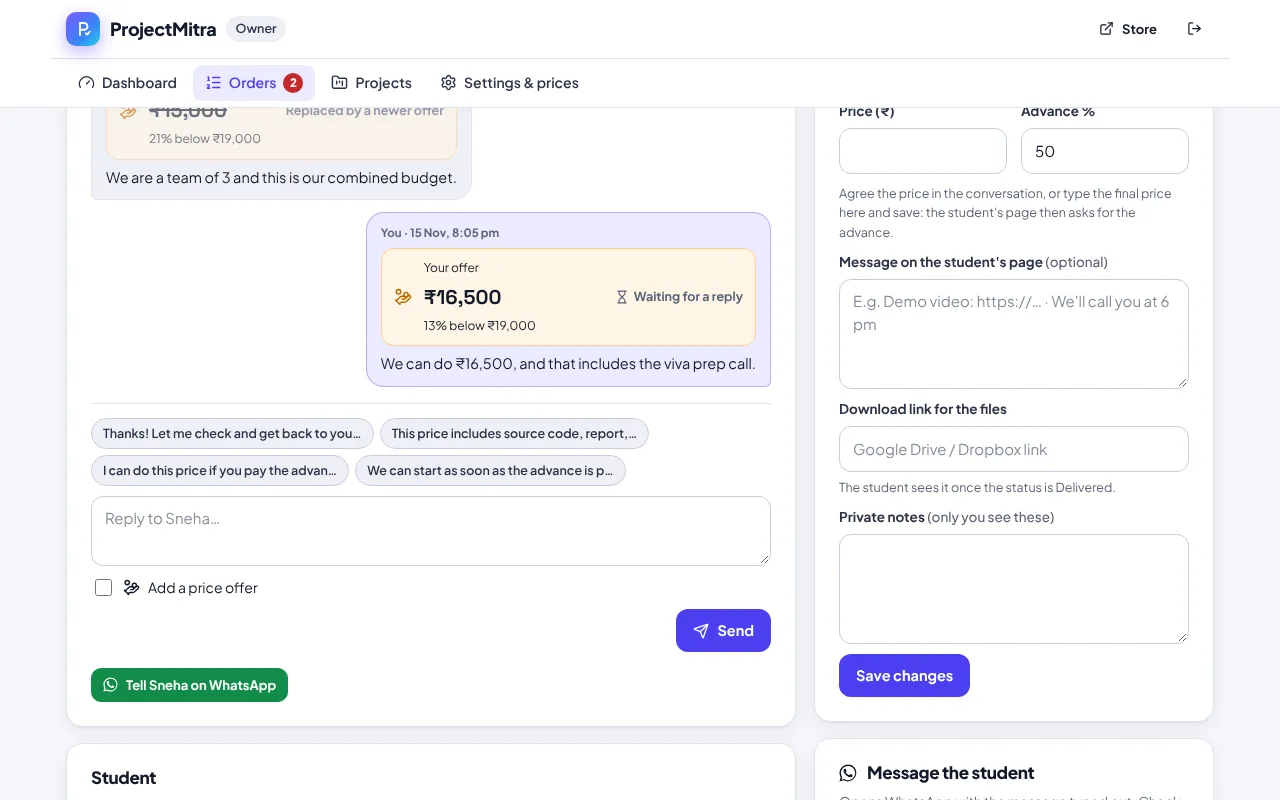 ProjectMitra
Owner
Store
Dashboard
Orders 2
Projects
Settings & prices
₹15,000
Replaced by a newer offer
21% below ₹19,000
We are a team of 3 and this is our combined budget.
You · 15 Nov, 8:05 pm
Your offer
₹16,500
Waiting for a reply
13% below ₹19,000
We can do ₹16,500, and that includes the viva prep call.
Thanks! Let me check and get back to you…
This price includes source code, report,…
I can do this price if you pay the advan…
We can start as soon as the advance is p…
Reply to Sneha…
Add a price offer
Send
Tell Sneha on WhatsApp
Student
Price (₹)
Advance %
50
Agree the price in the conversation, or type the final price
here and save: the student's page then asks for the
advance.
Message on the student's page (optional)
E.g. Demo video: https://… · We'll call you at 6
pm
Download link for the files
Google Drive / Dropbox link
The student sees it once the status is Delivered.
Private notes (only you see these)
Save changes
Message the student